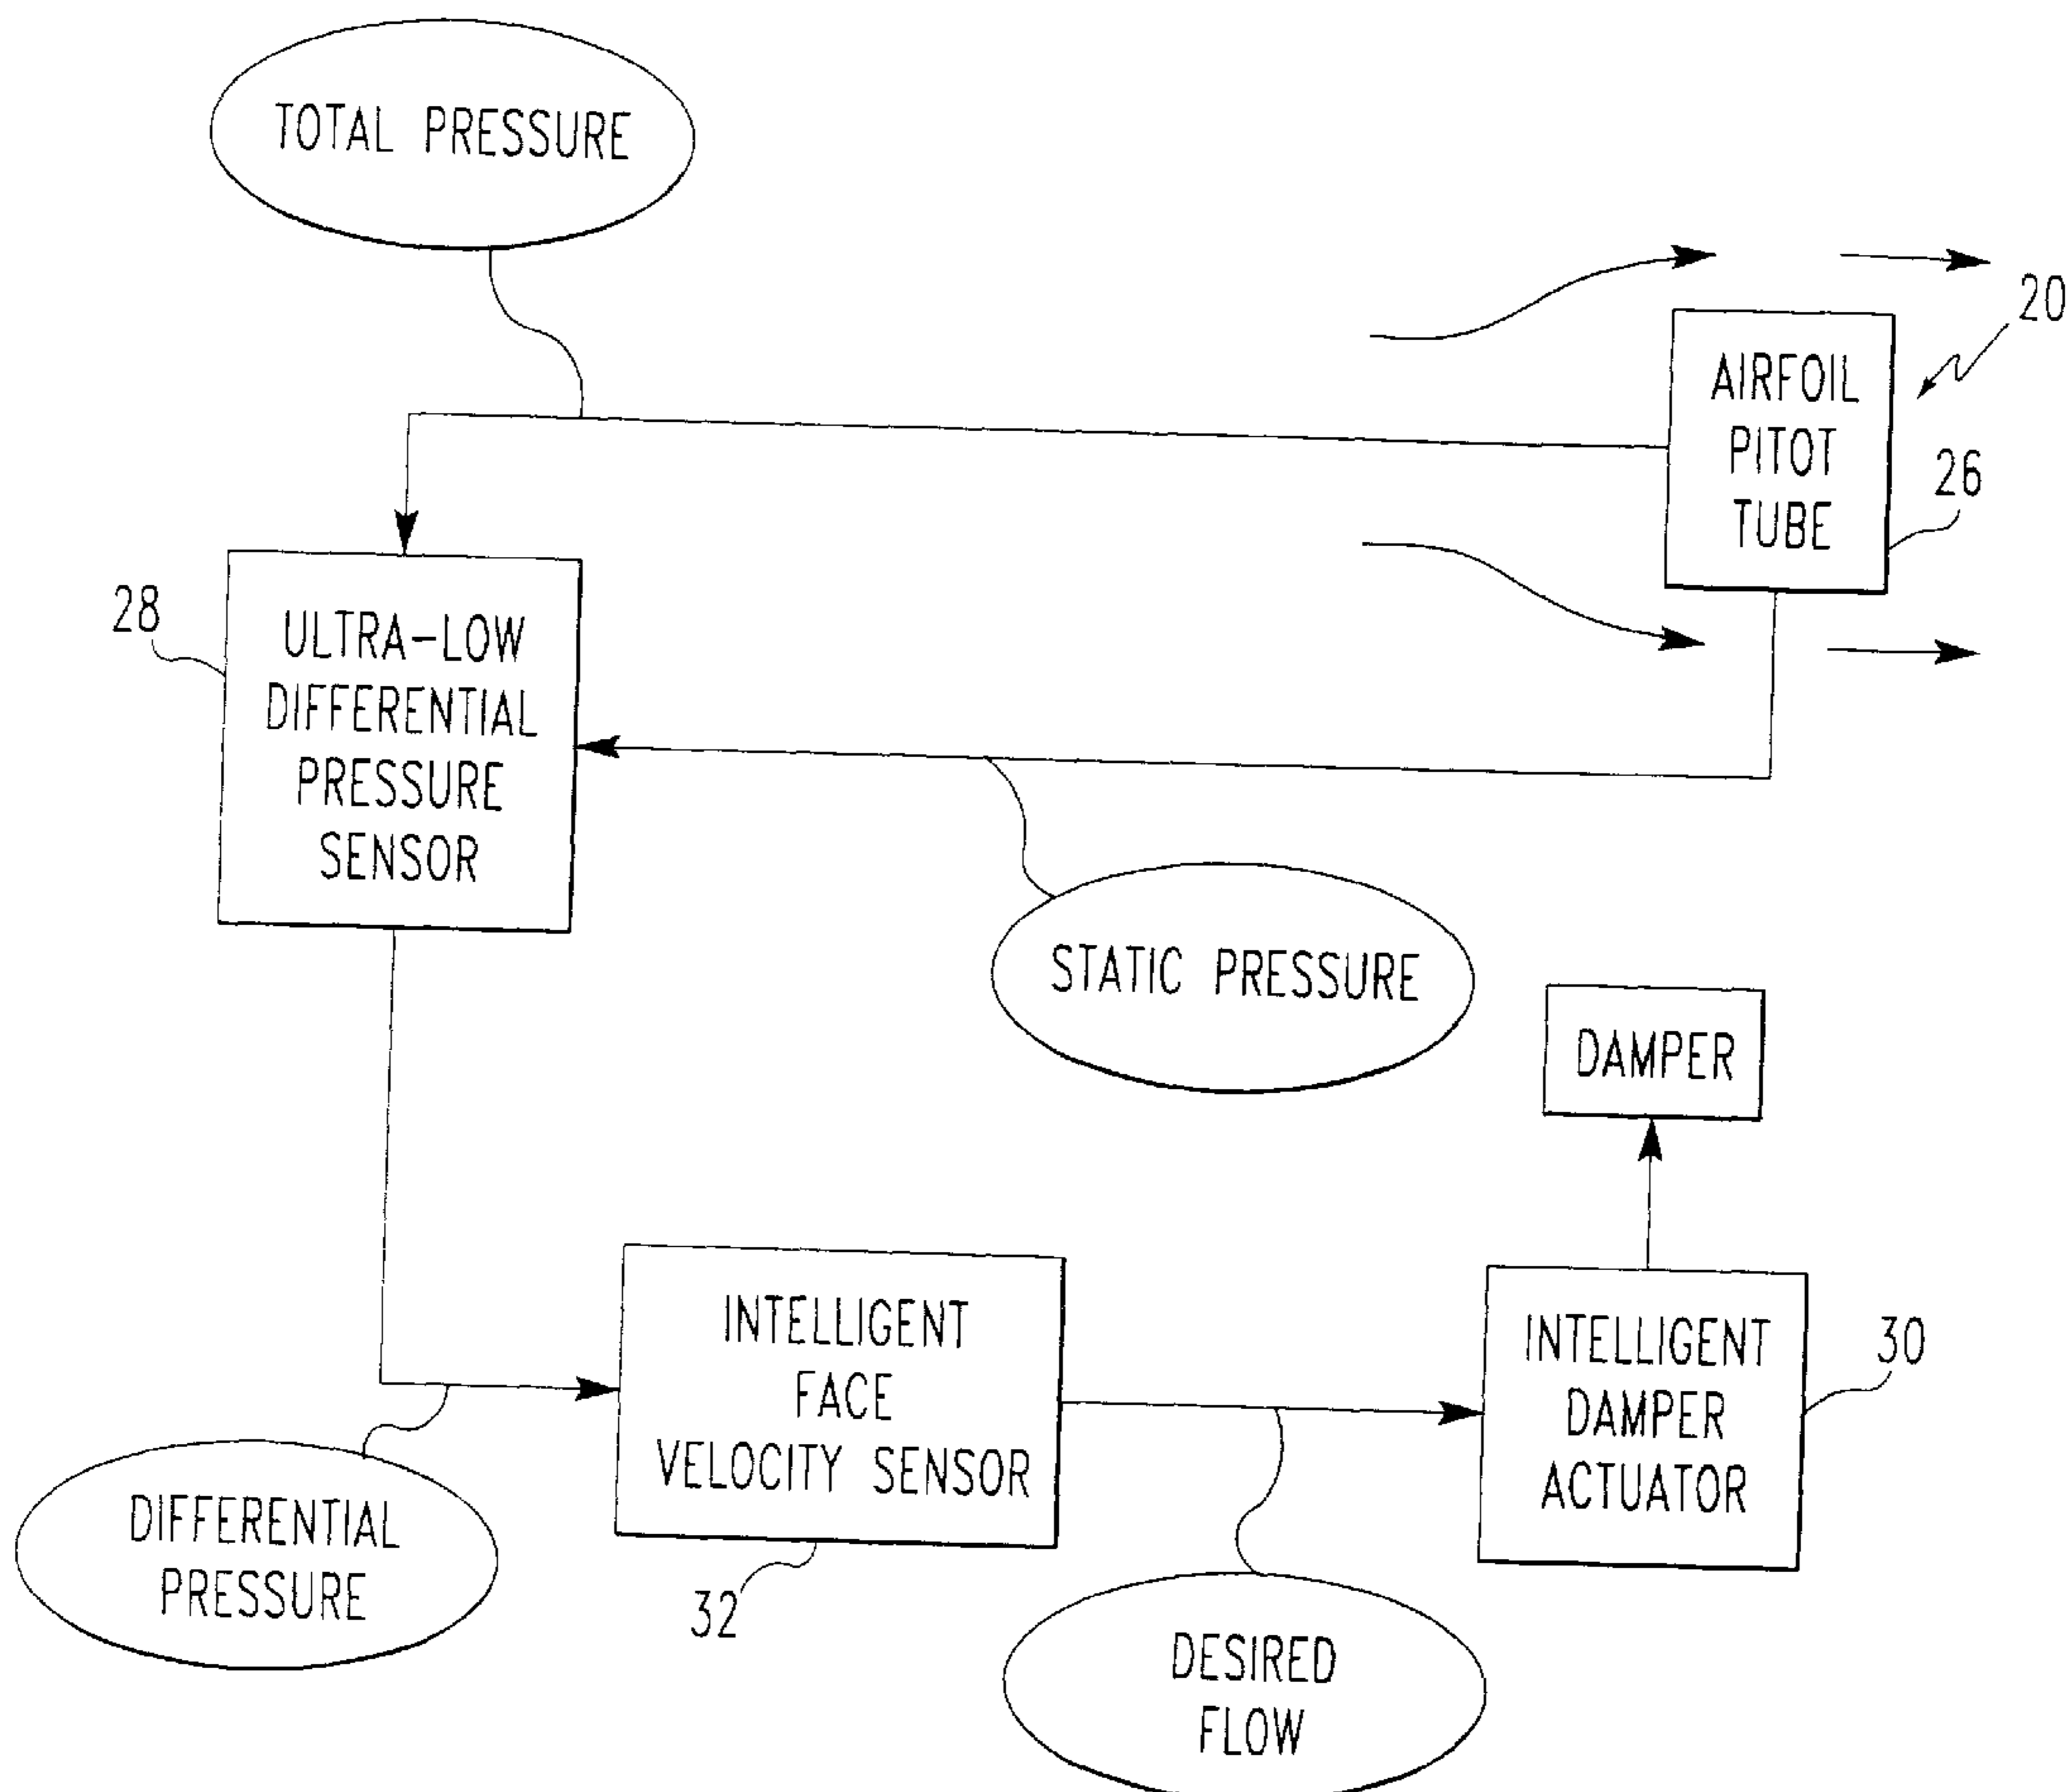 TOTAL PRESSURE
20
AIRFOIL
PITOT
TUBE
26
28
ULTRA-LOW
DIFFERENTIAL
PRESSURE
SENSOR
STATIC PRESSURE
DAMPER
INTELLIGENT
FACE
VELOCITY SENSOR
32
INTELLIGENT
DAMPER
ACTUATOR
30
DIFFERENTIAL
PRESSURE
DESIRED
FLOW